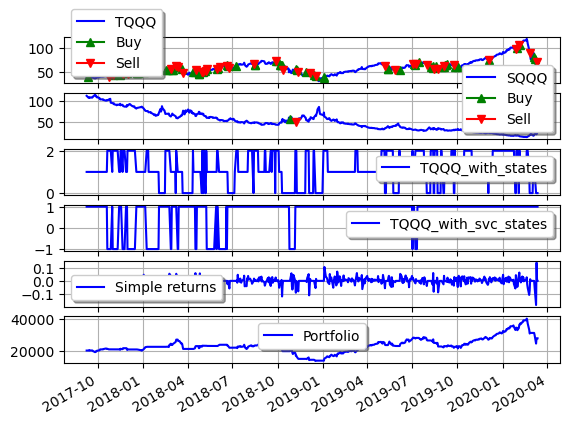 TQQQ
Buy
Sell
100
50
SQQQ
Buy
Sell
100
50
2
0
TQQQ_with_states
1
0
−1
TQQQ_with_svc_states
0.1
0.0
−0.1
Simple returns
40000
20000
Portfolio
2017-10 2018-01 2018-04 2018-07 2018-10 2019-01 2019-04 2019-07 2019-10 2020-01 2020-04